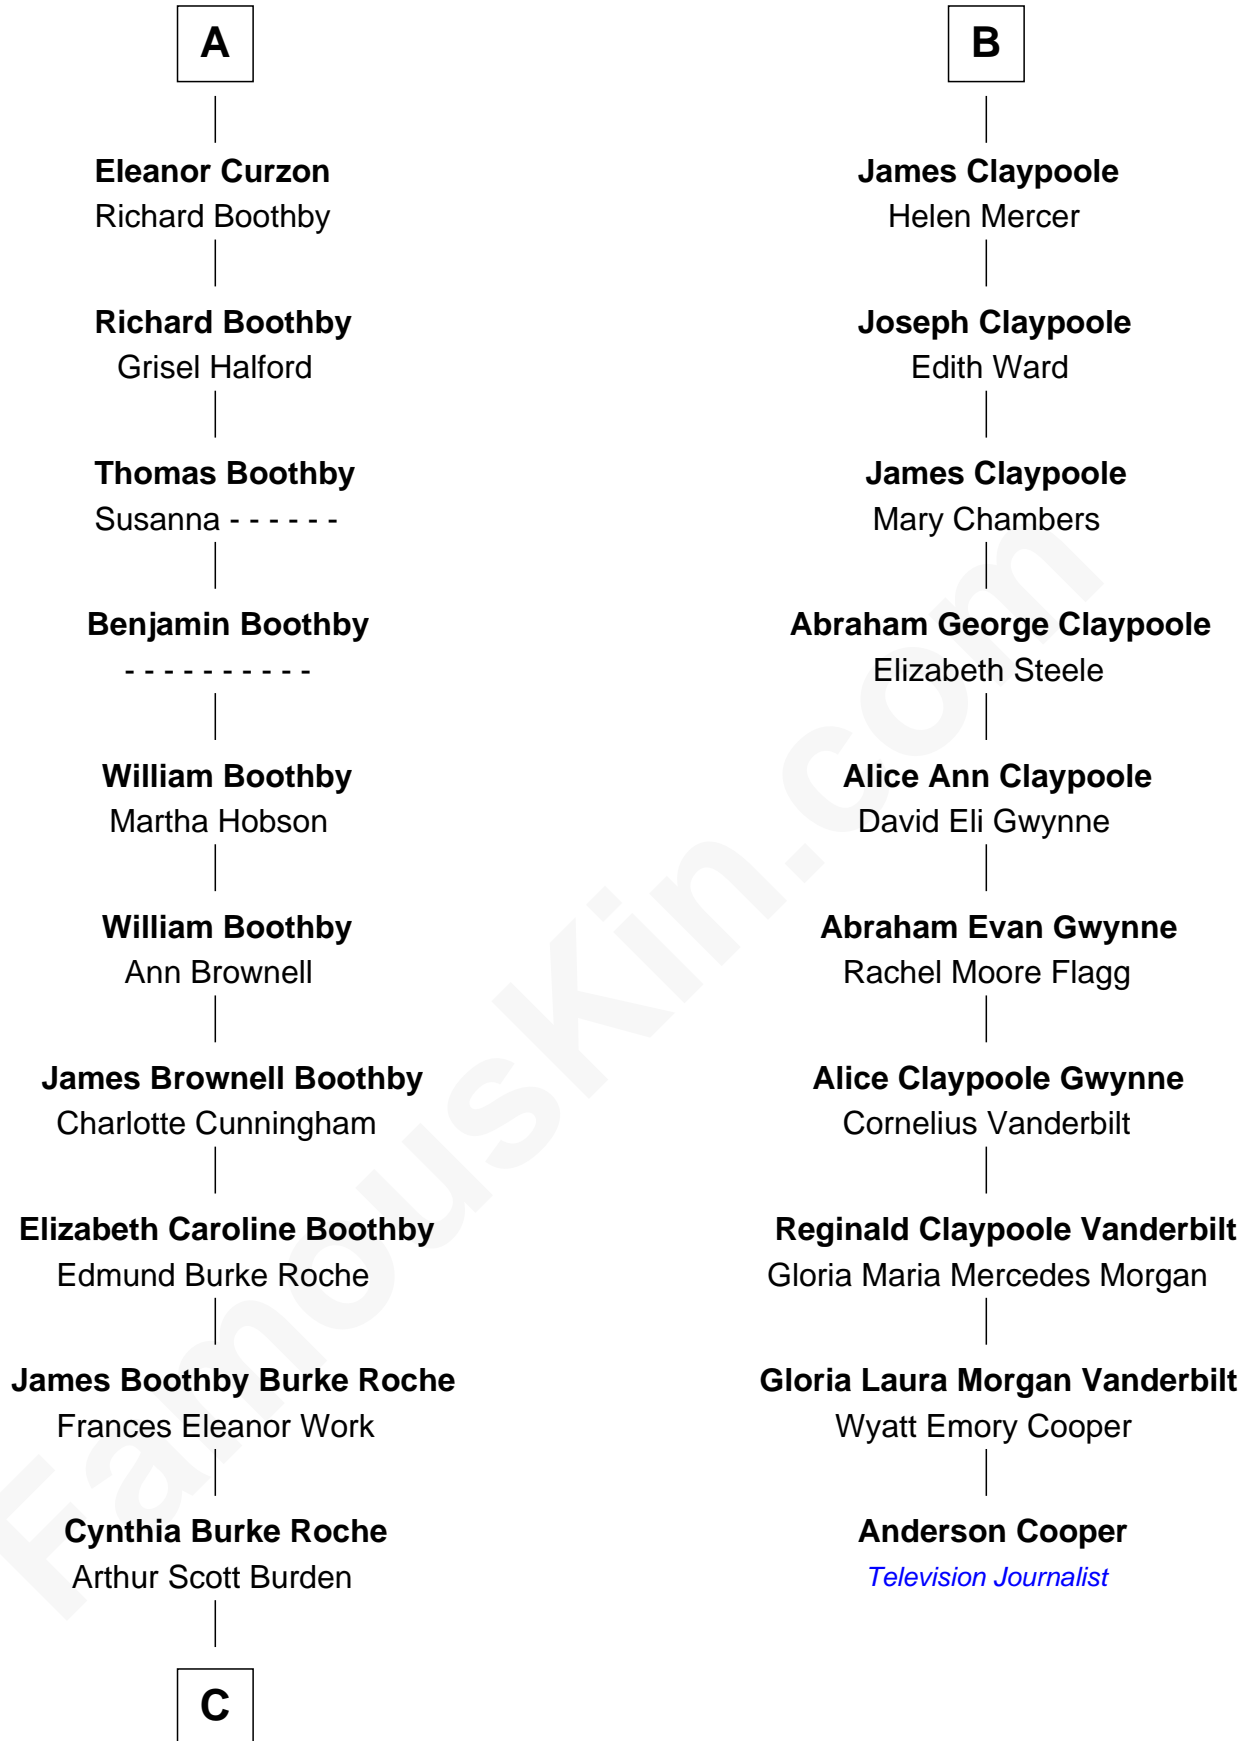 A
Eleanor Curzon
Richard Boothby
Richard Boothby
Grisel Halford
Thomas Boothby
Susanna - - - - - -
Benjamin Boothby
- - - - - - - - - -
William Boothby
Martha Hobson
William Boothby
Ann Brownell
James Brownell Boothby
Charlotte Cunningham
Elizabeth Caroline Boothby
Edmund Burke Roche
James Boothby Burke Roche
Frances Eleanor Work
Cynthia Burke Roche
Arthur Scott Burden
C
B
James Claypoole
Helen Mercer
Joseph Claypoole
Edith Ward
James Claypoole
Mary Chambers
Abraham George Claypoole
Elizabeth Steele
Alice Ann Claypoole
David Eli Gwynne
Abraham Evan Gwynne
Rachel Moore Flagg
Alice Claypoole Gwynne
Cornelius Vanderbilt
Reginald Claypoole Vanderbilt
Gloria Maria Mercedes Morgan
Gloria Laura Morgan Vanderbilt
Wyatt Emory Cooper
Anderson Cooper
Television Journalist
FamousKin.com